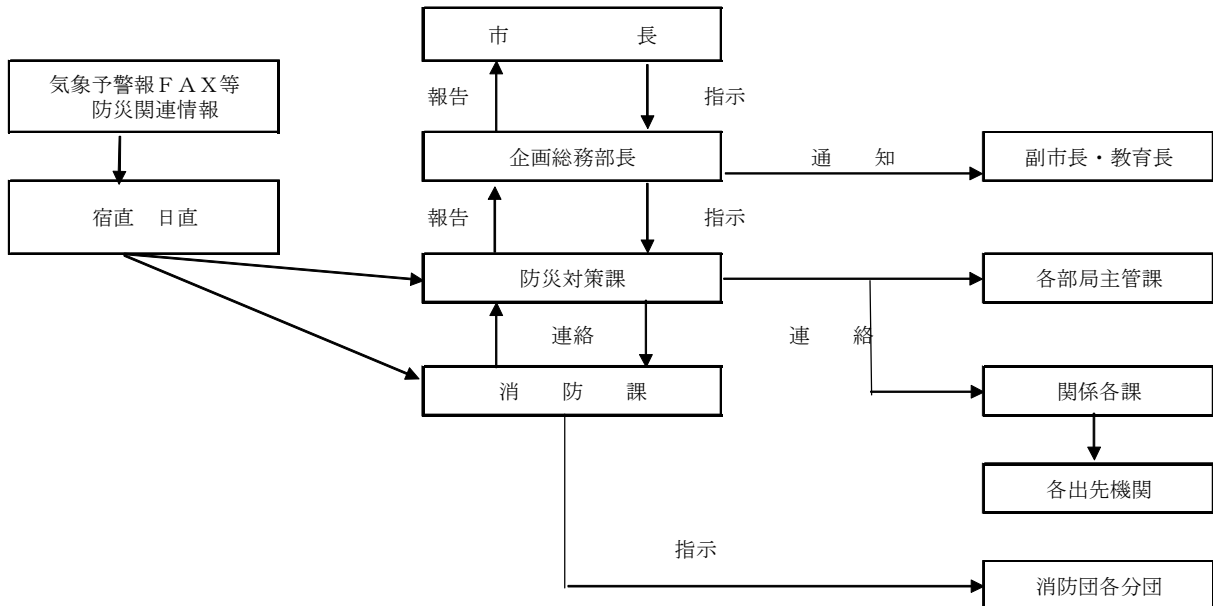 市　長
気象予警報ＦＡＸ等
防災関連情報
報告
指示
企画総務部長
通　知
副市長・教育長
宿直　日直
報告
指示
防災対策課
各部局主管課
連絡
連　絡
消　防　課
関係各課
各出先機関
指示
消防団各分団